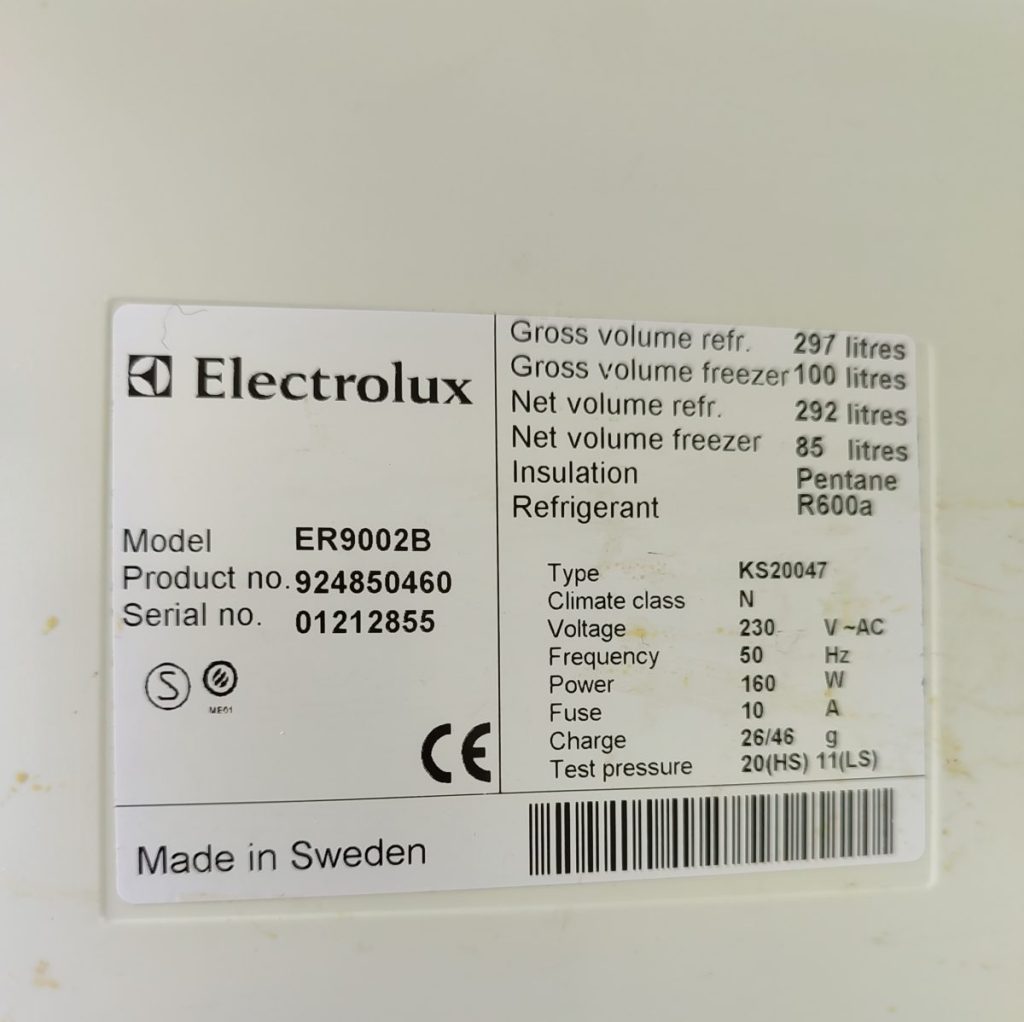 Electrolux
Model ER9002B
Product no. 924850460
Serial no. 01212855
S
ME01
CE
Gross volume refr. 297 litres
Gross volume freezer 100 litres
Net volume refr. 292 litres
Net volume freezer 85 litres
Insulation Pentane
Refrigerant R600a
Type KS20047
Climate class N
Voltage 230 V ~AC
Frequency 50 Hz
Power 160 W
Fuse 10 A
Charge 26/46 g
Test pressure 20(HS) 11(LS)
Made in Sweden